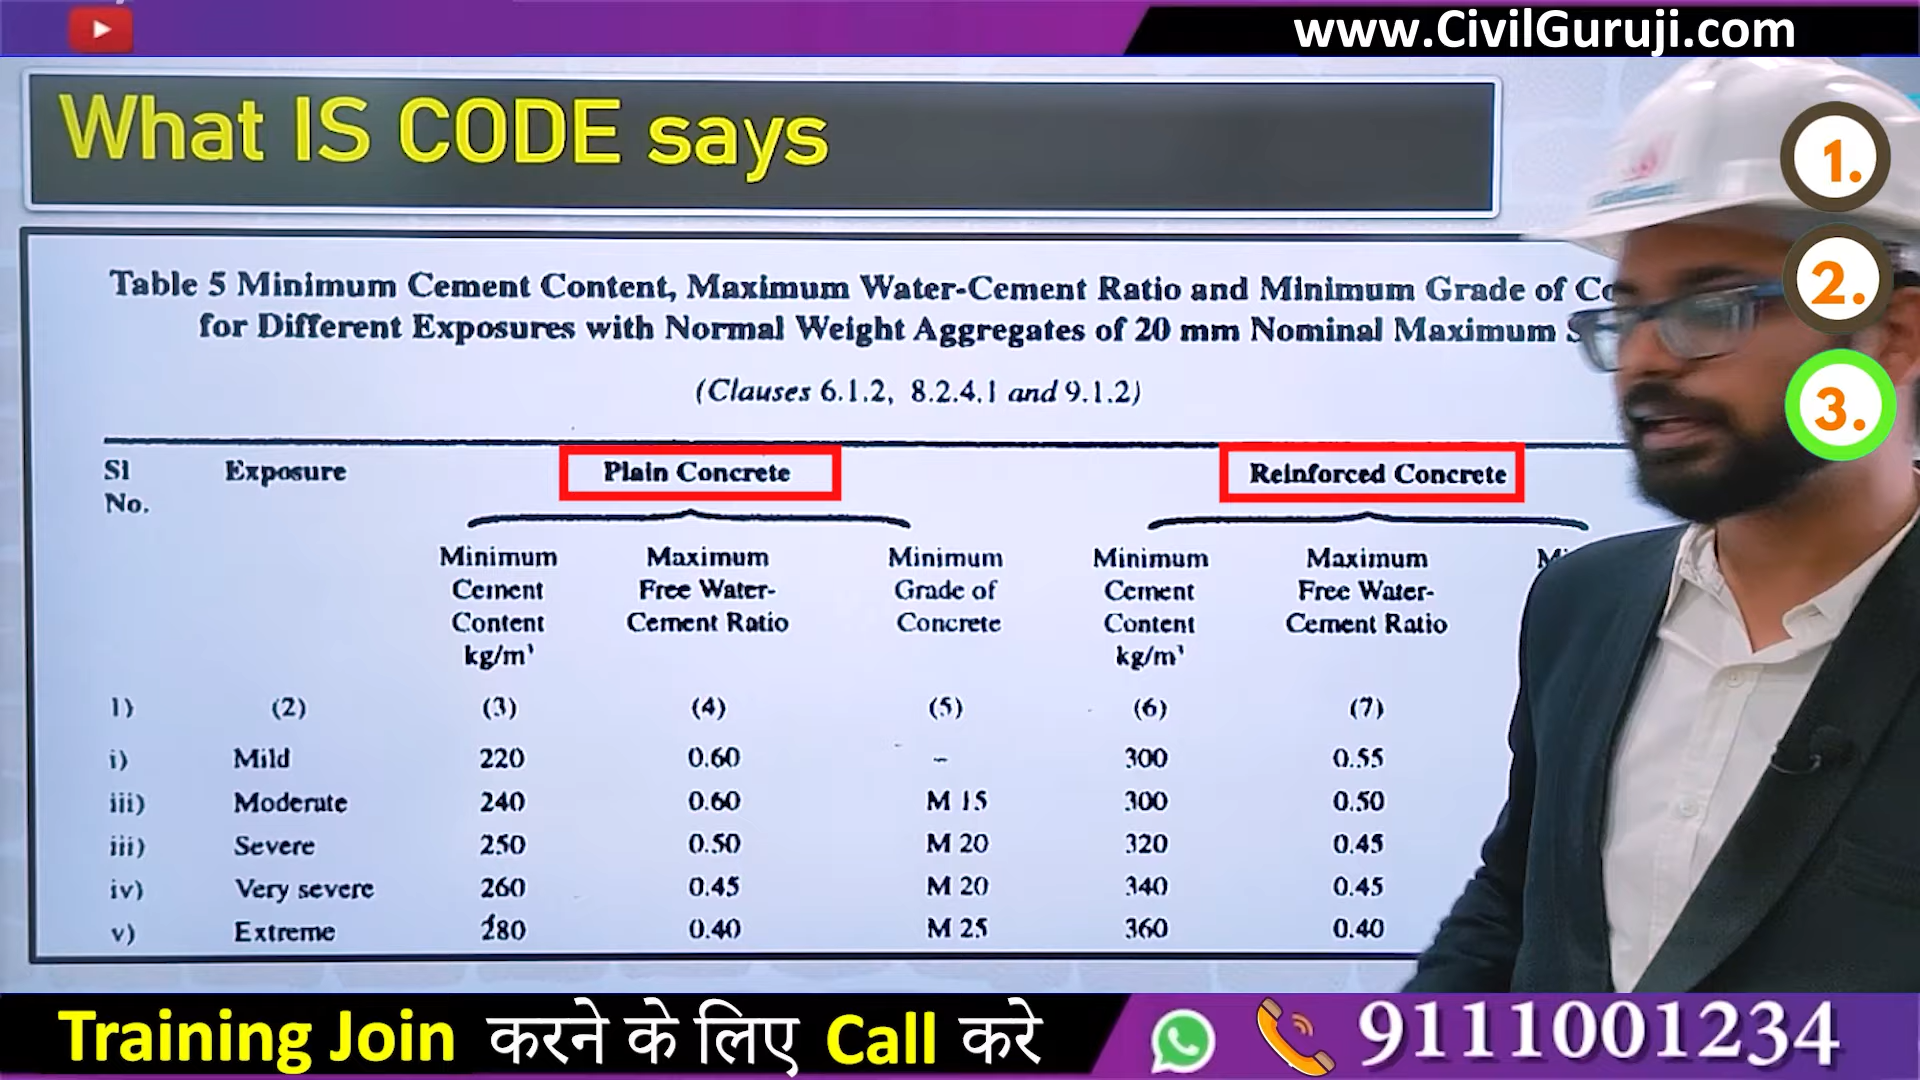 www.CivilGuruji.com
What IS CODE says
1.
2.
3.
Table 5 Minimum Cement Content, Maximum Water-Cement Ratio and Minimum Grade of Co
for Different Exposures with Normal Weight Aggregates of 20 mm Nominal Maximum S
(Clauses 6.1.2, 8.2.4.1 and 9.1.2)
Sl No. Exposure Plain Concrete Reinforced Concrete
Minimum Cement Content kg/m³ Maximum Free Water-Cement Ratio Minimum Grade of Concrete Minimum Cement Content kg/m³ Maximum Free Water-Cement Ratio
1) (2) (3) (4) (5) (6) (7)
i) Mild 220 0.60 – 300 0.55
iii) Moderate 240 0.60 M 15 300 0.50
iii) Severe 250 0.50 M 20 320 0.45
iv) Very severe 260 0.45 M 20 340 0.45
v) Extreme 280 0.40 M 25 360 0.40
Training Join करने के लिए Call करे 9111001234